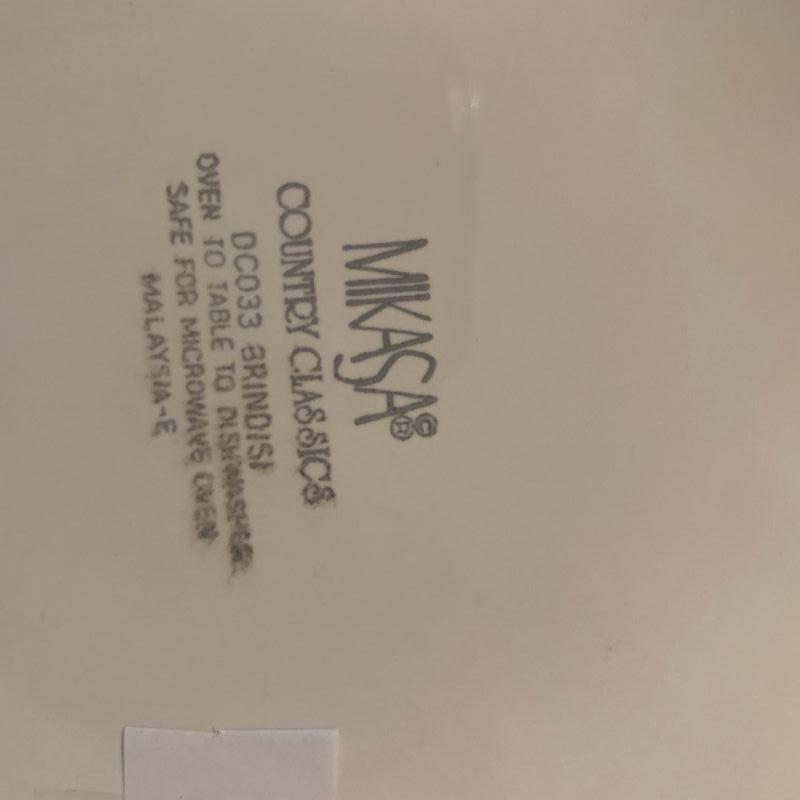 MIKASA©®
COUNTRY CLASSICS
DC033 BRINDISI
OVEN TO TABLE TO DISHWASHER
SAFE FOR MICROWAVE OVEN
MALAYSIA-E